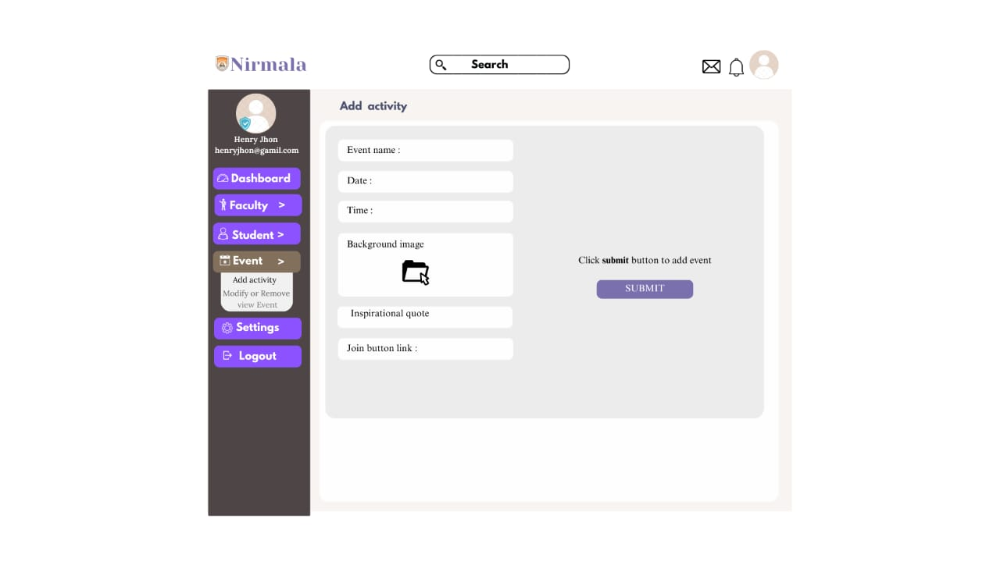 Nirmala
Search
Henry Jhon
henryjhon@gamil.com
Dashboard
Faculty >
Student >
Event >
Add activity
Modify or Remove
view Event
Settings
Logout
Add activity
Event name :
Date :
Time :
Background image
Inspirational quote
Join button link :
Click submit button to add event
SUBMIT